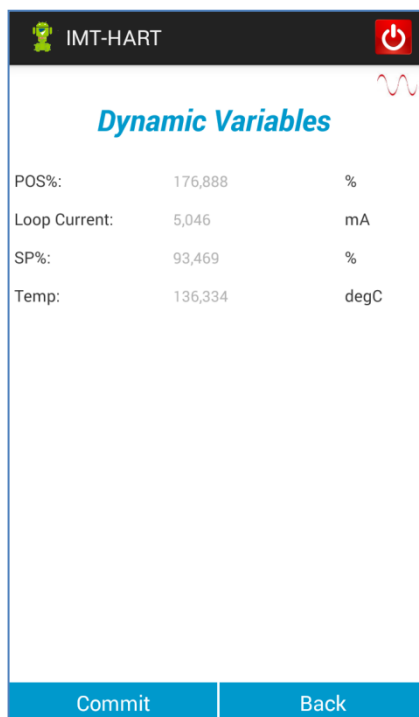 IMT-HART
Dynamic Variables
POS%: 176,888 %
Loop Current: 5,046 mA
SP%: 93,469 %
Temp: 136,334 degC
Commit Back